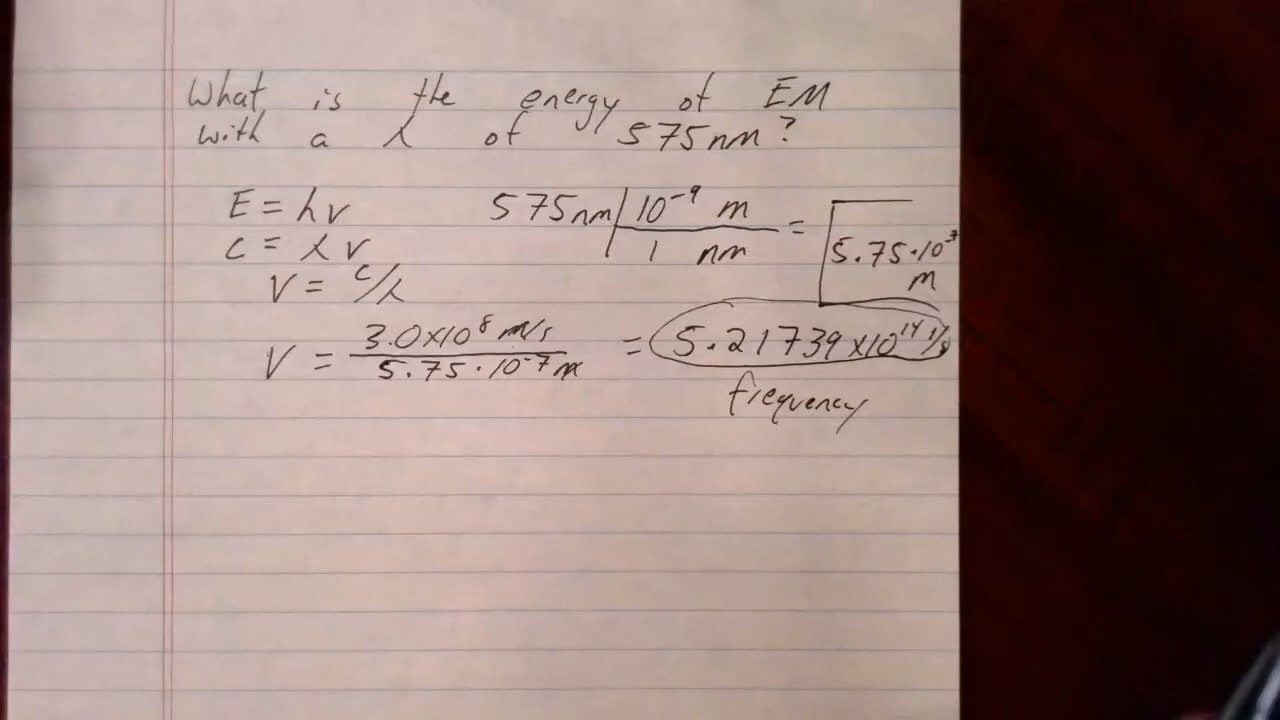 What is the energy of EM
with a λ of 575nm?
E = hν
575nm | 10⁻⁹ m / 1 nm = 5.75·10⁻⁷ m
c = λν
ν = c/λ
ν = 3.0×10⁸ m/s / 5.75·10⁻⁷ m = 5.21739 ×10¹⁴ 1/s
frequency